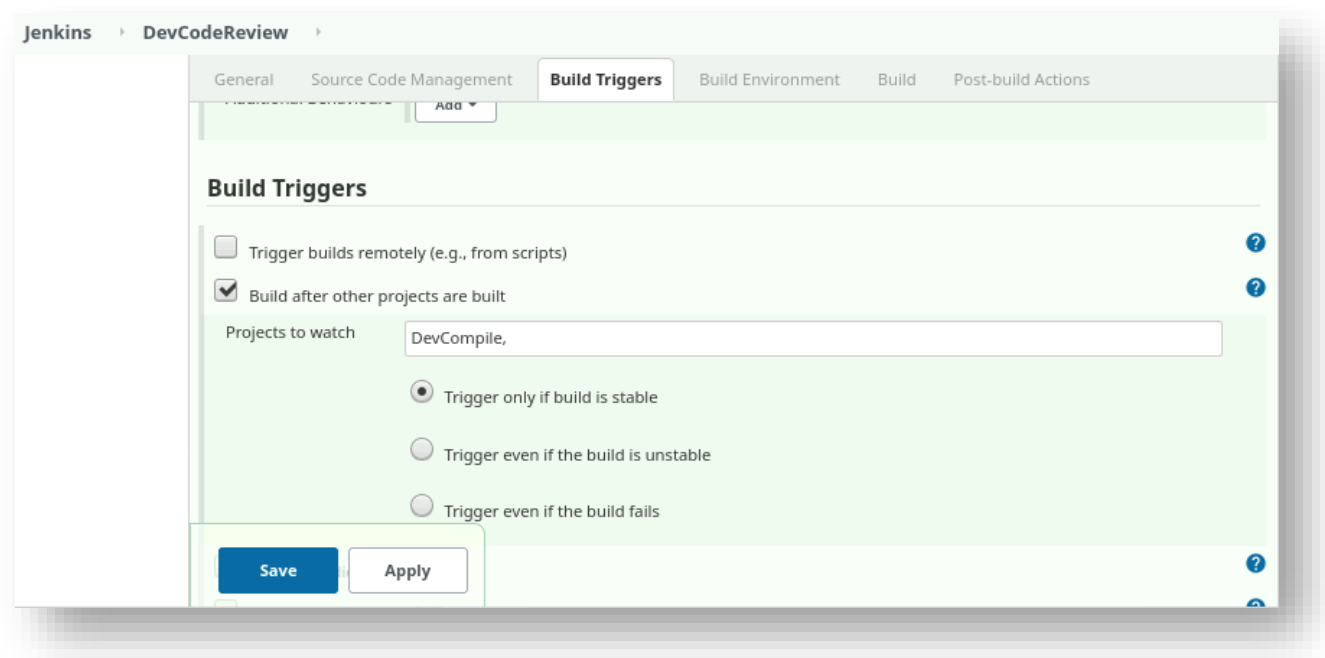 Jenkins DevCodeReview
General Source Code Management Build Triggers Build Environment Build Post-build Actions
Additional Behaviours Add
Build Triggers
Trigger builds remotely (e.g., from scripts)
Build after other projects are built
Projects to watch DevCompile,
Trigger only if build is stable
Trigger even if the build is unstable
Trigger even if the build fails
Save Apply